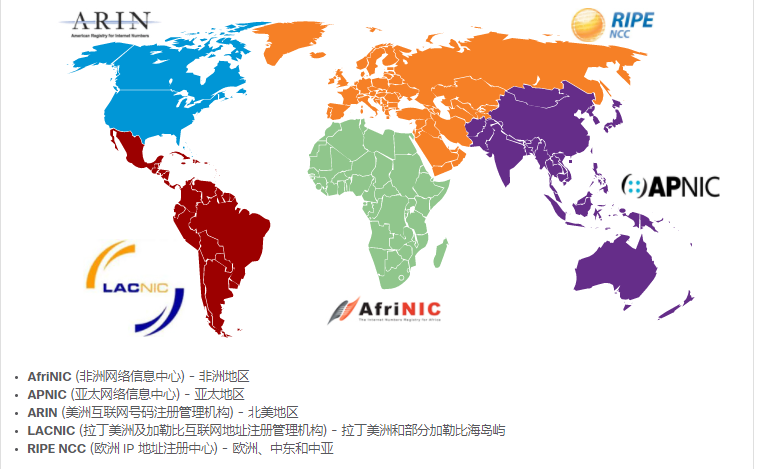 ARIN
American Registry for Internet Numbers
RIPE
NCC
APNIC
LACNIC
AfriNIC
The Internet Numbers Registry for Africa
AfriNIC (非洲网络信息中心) - 非洲地区
APNIC (亚太网络信息中心) - 亚太地区
ARIN (美洲互联网号码注册管理机构) - 北美地区
LACNIC (拉丁美洲及加勒比互联网地址注册管理机构) - 拉丁美洲和部分加勒比海岛屿
RIPE NCC (欧洲 IP 地址注册中心) - 欧洲、中东和中亚